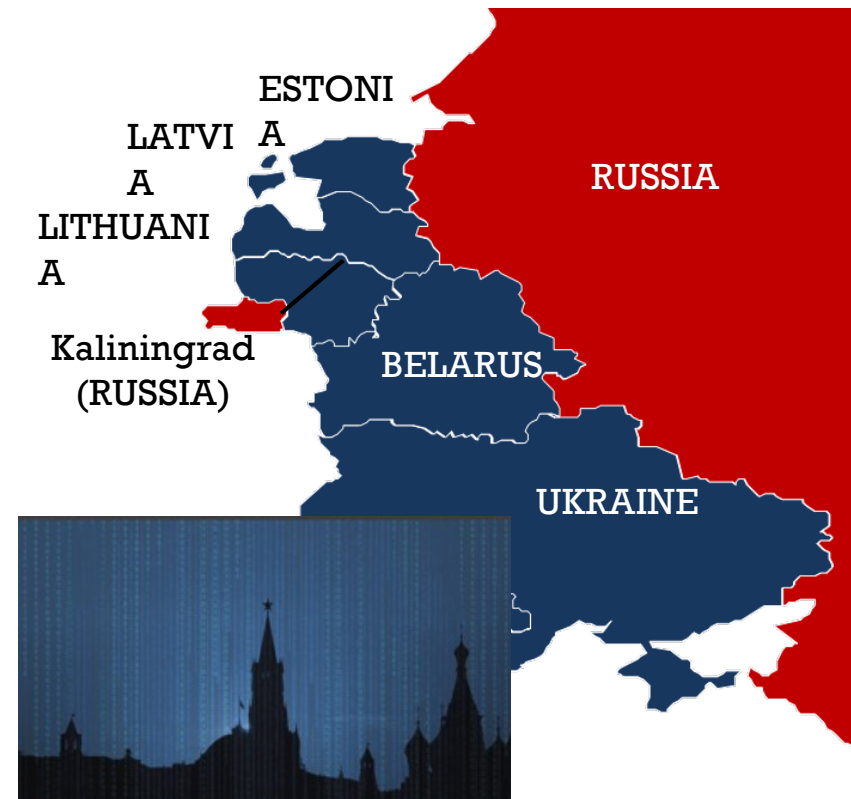 ESTONI
A
LATVI
A
LITHUANI
A
RUSSIA
Kaliningrad
(RUSSIA)
BELARUS
UKRAINE